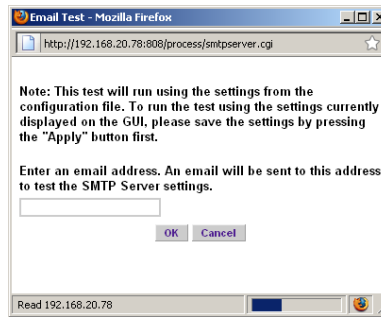 Email Test - Mozilla Firefox
http://192.168.20.78:808/process/smtpserver.cgi
Note: This test will run using the settings from the
configuration file. To run the test using the settings currently
displayed on the GUI, please save the settings by pressing
the "Apply" button first.
Enter an email address. An email will be sent to this address
to test the SMTP Server settings.
OK Cancel
Read 192.168.20.78